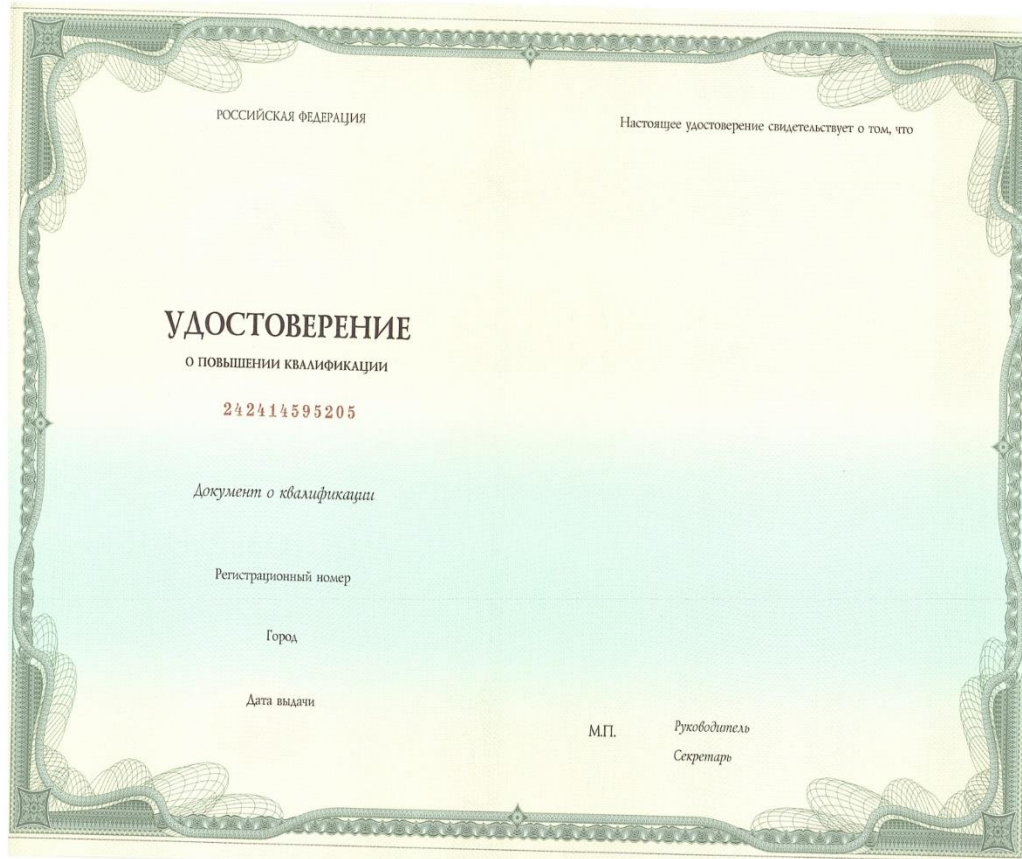 РОССИЙСКАЯ ФЕДЕРАЦИЯ
УДОСТОВЕРЕНИЕ
О ПОВЫШЕНИИ КВАЛИФИКАЦИИ
242414595205
Документ о квалификации
Регистрационный номер
Город
Дата выдачи
Настоящее удостоверение свидетельствует о том, что
М.П.
Руководитель
Секретарь